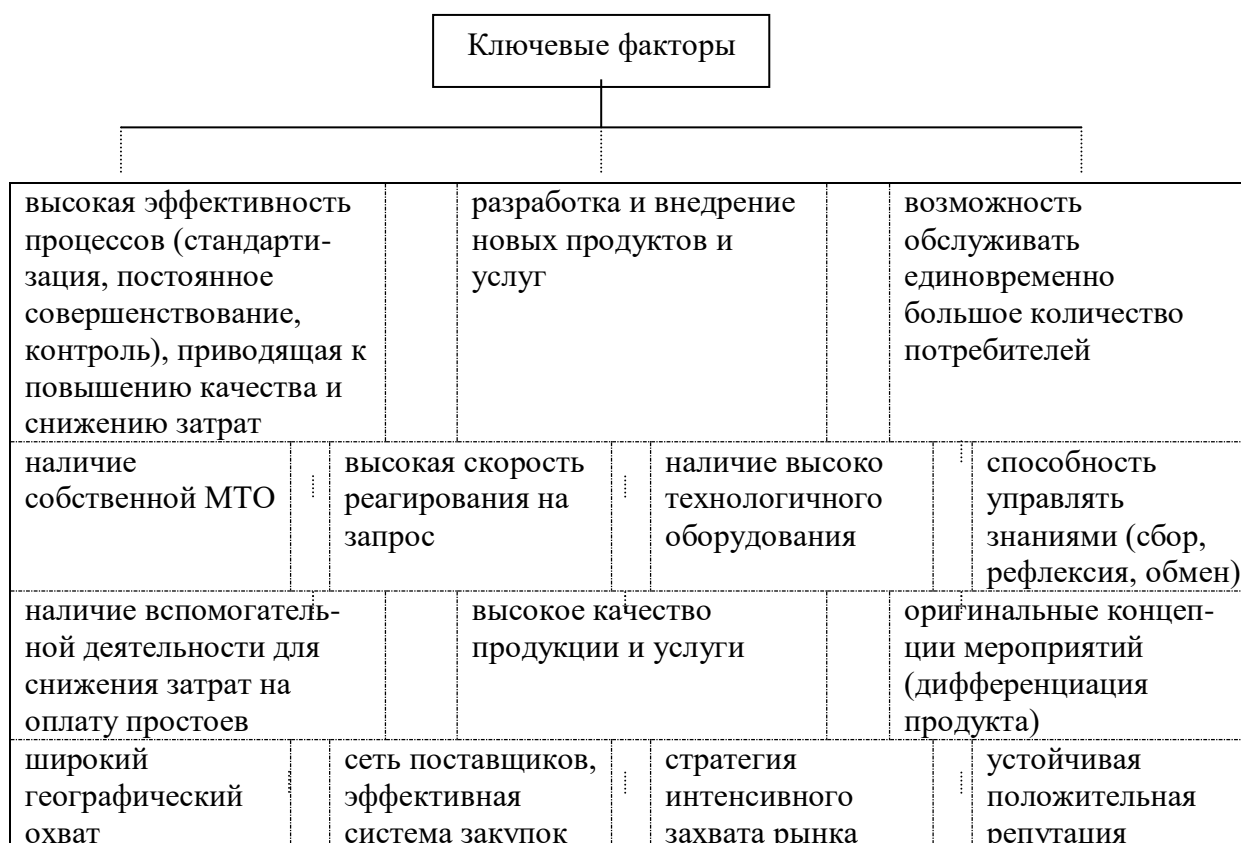 Ключевые факторы
высокая эффективность
процессов (стандарти-
зация, постоянное
совершенствование,
контроль), приводящая к
повышению качества и
снижению затрат
разработка и внедрение
новых продуктов и
услуг
возможность
обслуживать
единовременно
большое количество
потребителей
наличие
собственной МТО
высокая скорость
реагирования на
запрос
наличие высоко
технологичного
оборудования
способность
управлять
знаниями (сбор,
рефлексия, обмен)
наличие вспомогатель-
ной деятельности для
снижения затрат на
оплату простоев
высокое качество
продукции и услуги
оригинальные концеп-
ции мероприятий
(дифференциация
продукта)
широкий
географический
охват
сеть поставщиков,
эффективная
система закупок
стратегия
интенсивного
захвата рынка
устойчивая
положительная
репутация